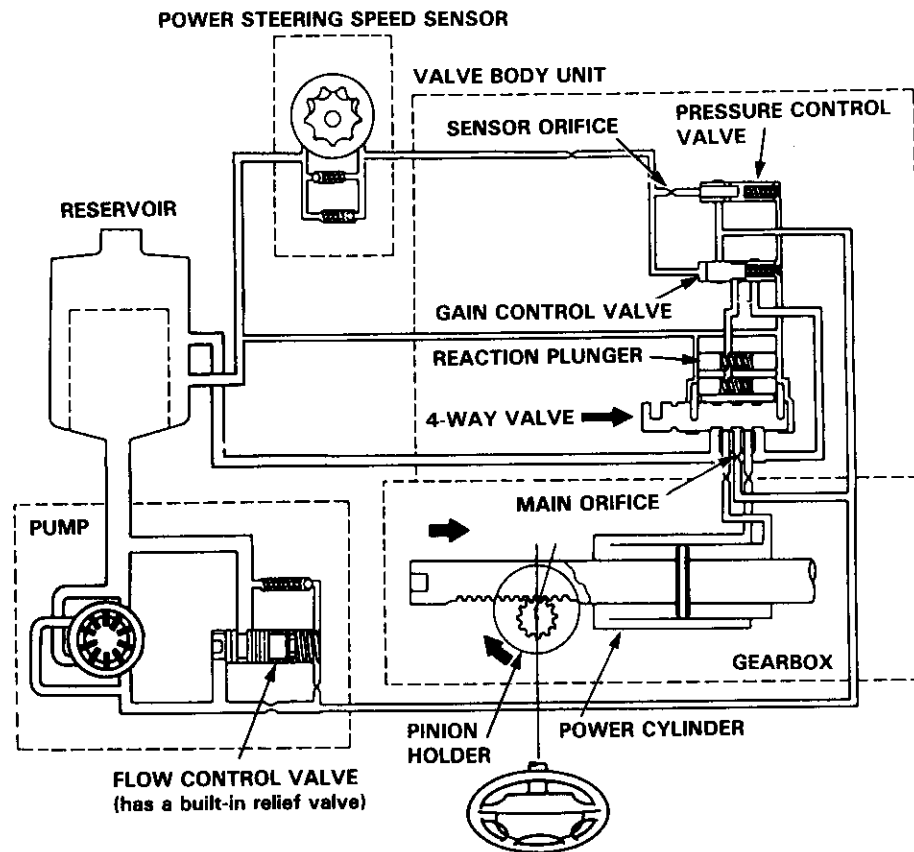 POWER STEERING SPEED SENSOR
VALVE BODY UNIT
SENSOR ORIFICE
PRESSURE CONTROL
VALVE
RESERVOIR
GAIN CONTROL VALVE
REACTION PLUNGER
4-WAY VALVE
MAIN ORIFICE
PUMP
GEARBOX
PINION
HOLDER
POWER CYLINDER
FLOW CONTROL VALVE
(has a built-in relief valve)